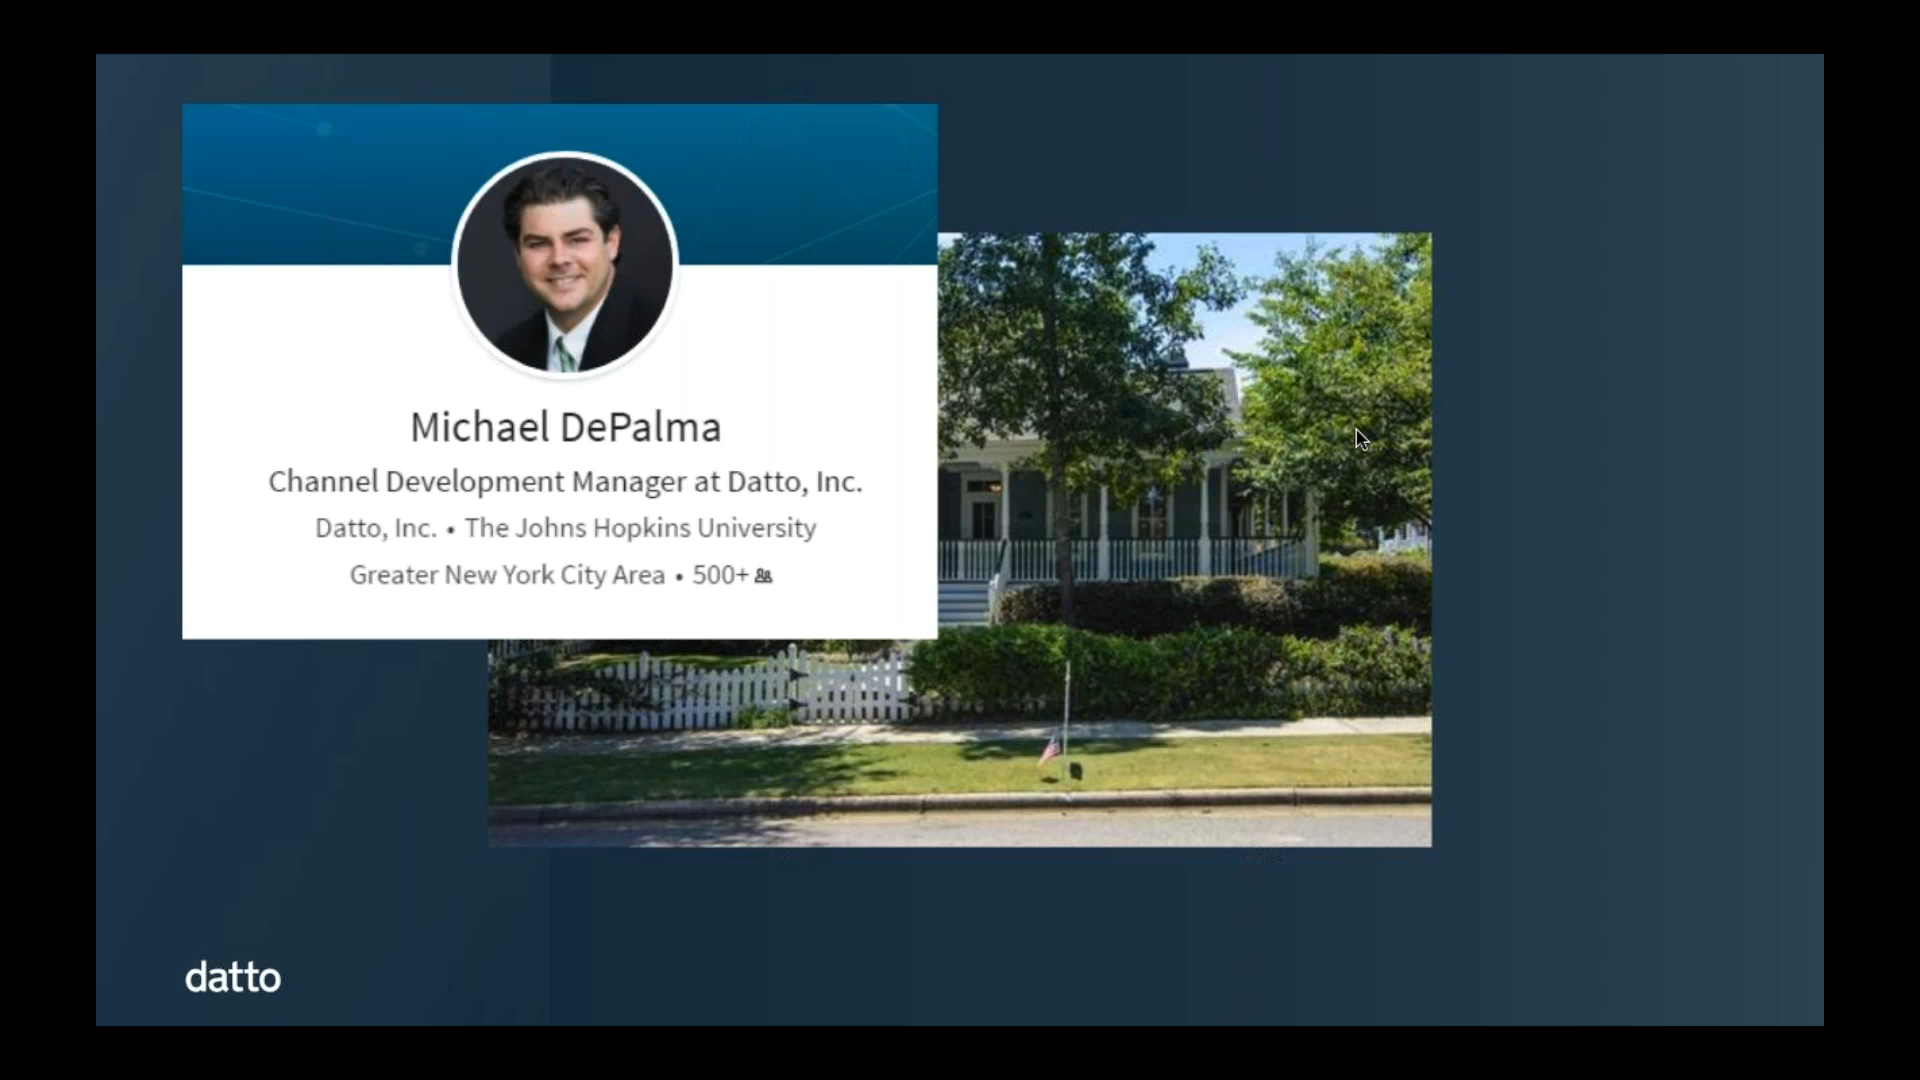 Michael DePalma
Channel Development Manager at Datto, Inc.
Datto, Inc. • The Johns Hopkins University
Greater New York City Area • 500+
datto